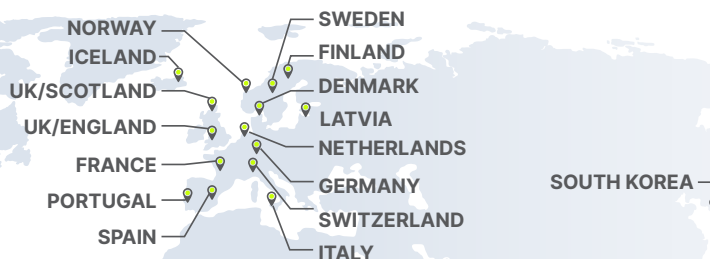 NORWAY
ICELAND
UK/SCOTLAND
UK/ENGLAND
FRANCE
PORTUGAL
SPAIN
SWEDEN
FINLAND
DENMARK
LATVIA
NETHERLANDS
GERMANY
SWITZERLAND
ITALY
SOUTH KOREA